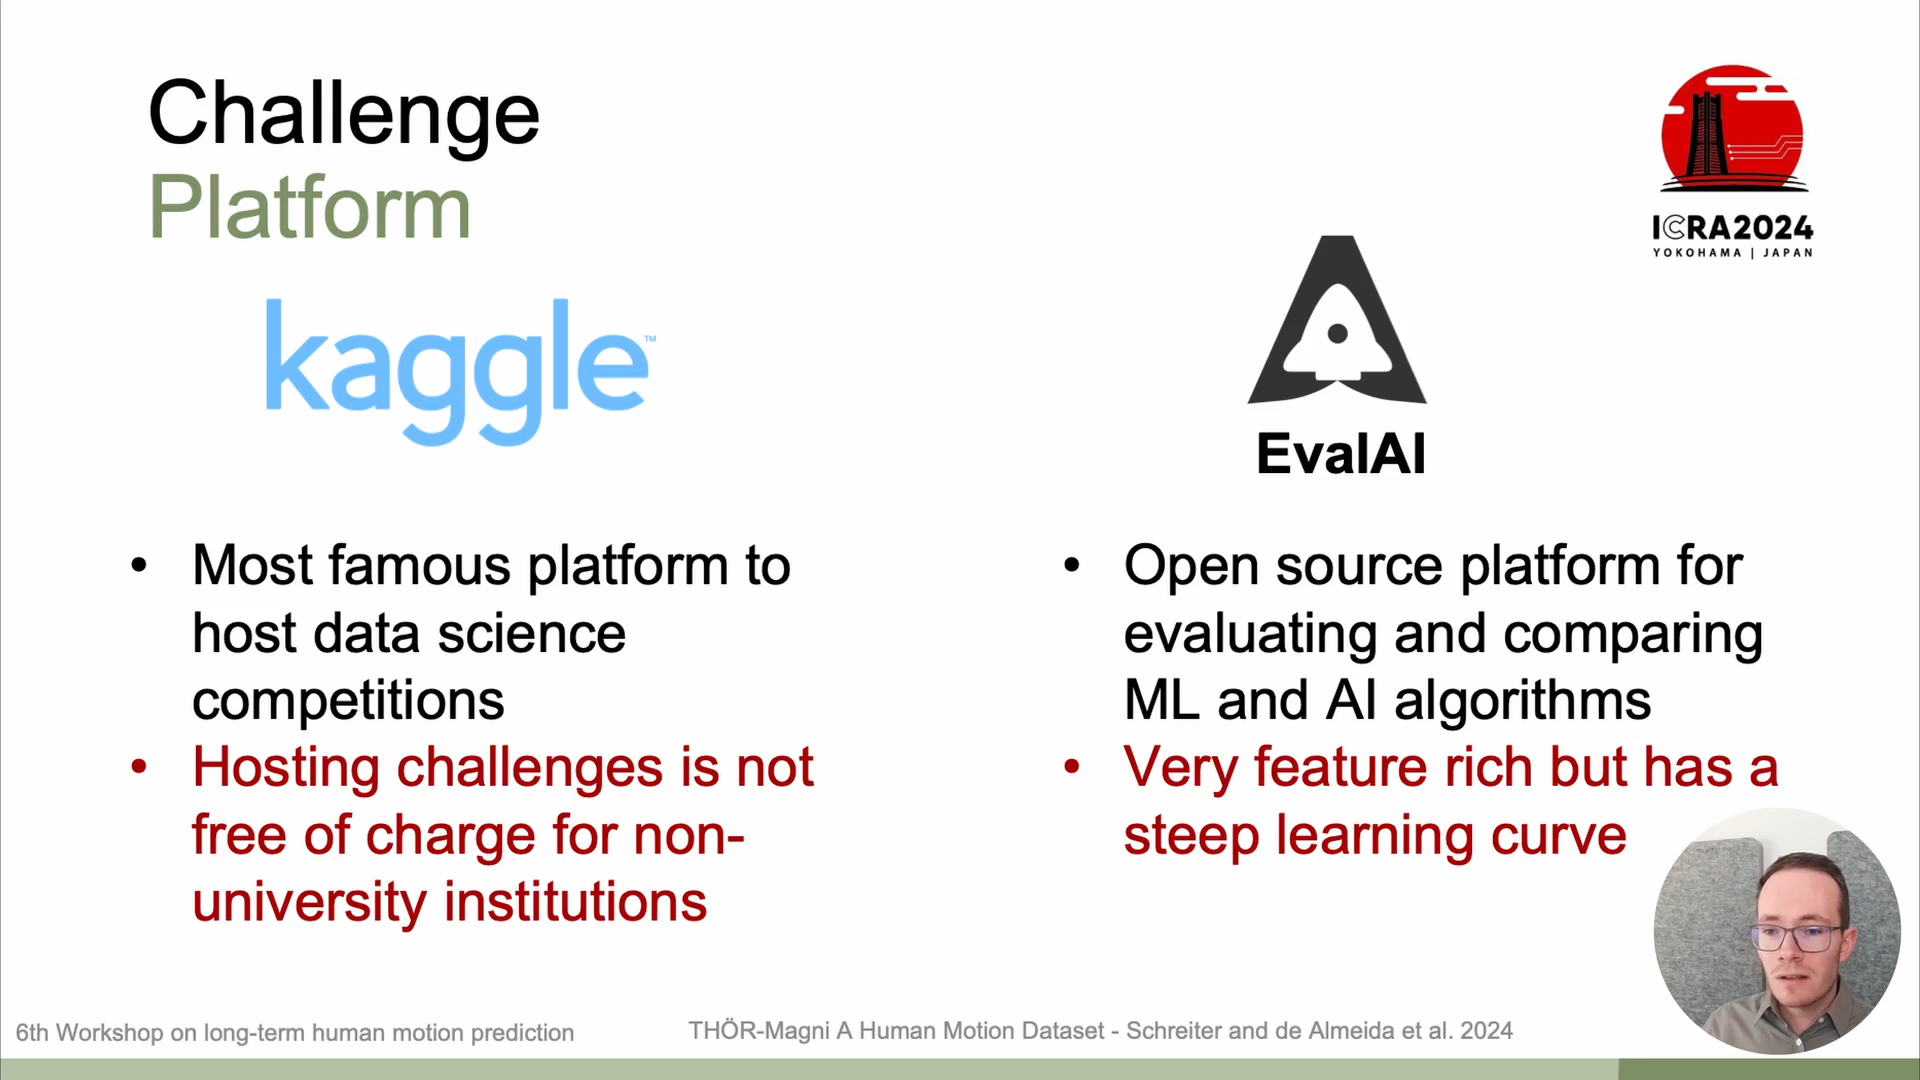 Challenge
Platform
ICRA2024
YOKOHAMA | JAPAN
kaggle™
EvalAI
• Most famous platform to
host data science
competitions
• Hosting challenges is not
free of charge for non-
university institutions
• Open source platform for
evaluating and comparing
ML and AI algorithms
• Very feature rich but has a
steep learning curve
6th Workshop on long-term human motion prediction
THÖR-Magni A Human Motion Dataset - Schreiter and de Almeida et al. 2024